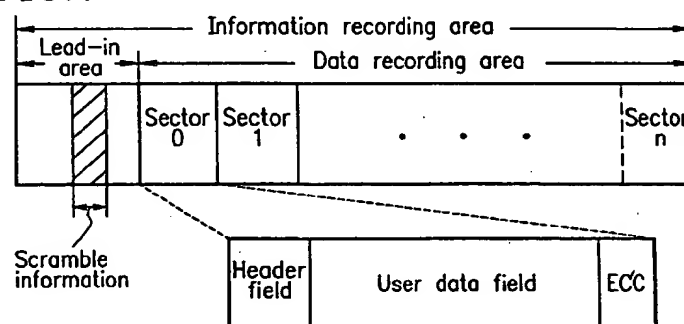 Information recording area
Lead-in
area
Data recording area
Sector
0
Sector
1
Sector
n
Scramble
information
Header
field
User data field
ECC